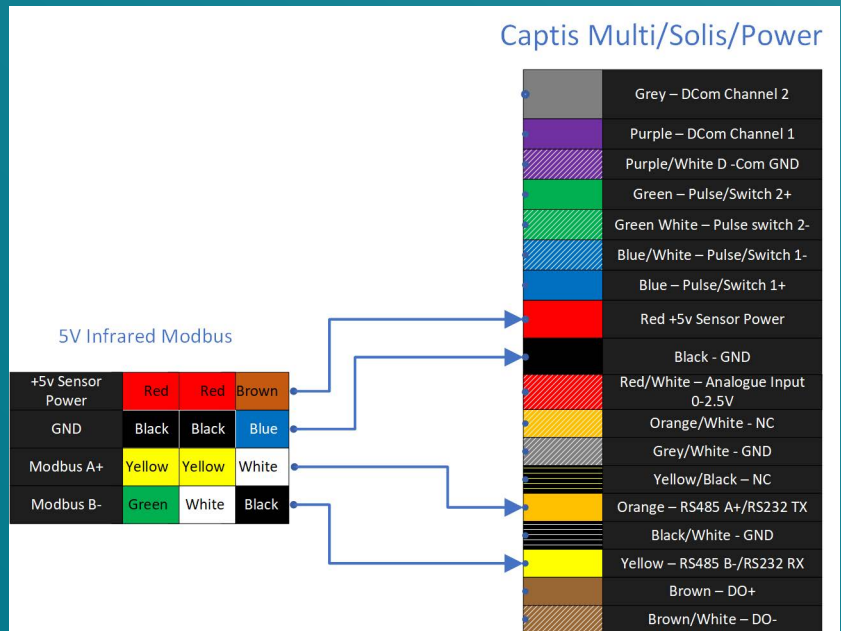 Captis Multi/Solis/Power
Grey – DCom Channel 2
Purple – DCom Channel 1
Purple/White D -Com GND
Green – Pulse/Switch 2+
Green White – Pulse switch 2-
Blue/White – Pulse/Switch 1-
Blue – Pulse/Switch 1+
Red +5v Sensor Power
Black - GND
Red/White – Analogue Input
0-2.5V
Orange/White - NC
Grey/White - GND
Yellow/Black – NC
Orange – RS485 A+/RS232 TX
Black/White - GND
Yellow – RS485 B-/RS232 RX
Brown – DO+
Brown/White – DO-
5V Infrared Modbus
+5v Sensor
Power
Red Red Brown
GND Black Black Blue
Modbus A+ Yellow Yellow White
Modbus B- Green White Black